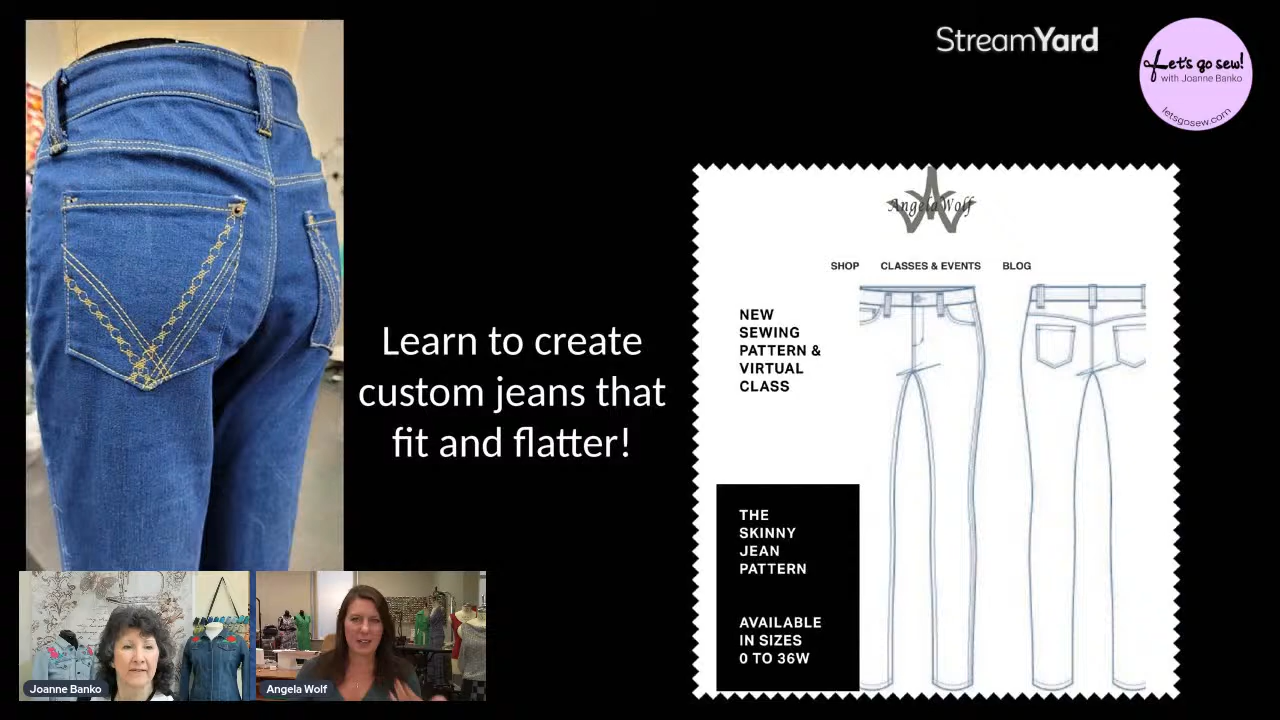 StreamYard
Let's go sew!
with Joanne Banko
letsgosew.com
Angela Wolf
SHOP CLASSES & EVENTS BLOG
NEW
SEWING
PATTERN &
VIRTUAL
CLASS
Learn to create
custom jeans that
fit and flatter!
THE
SKINNY
JEAN
PATTERN
AVAILABLE
IN SIZES
0 TO 36W
Joanne Banko
Angela Wolf